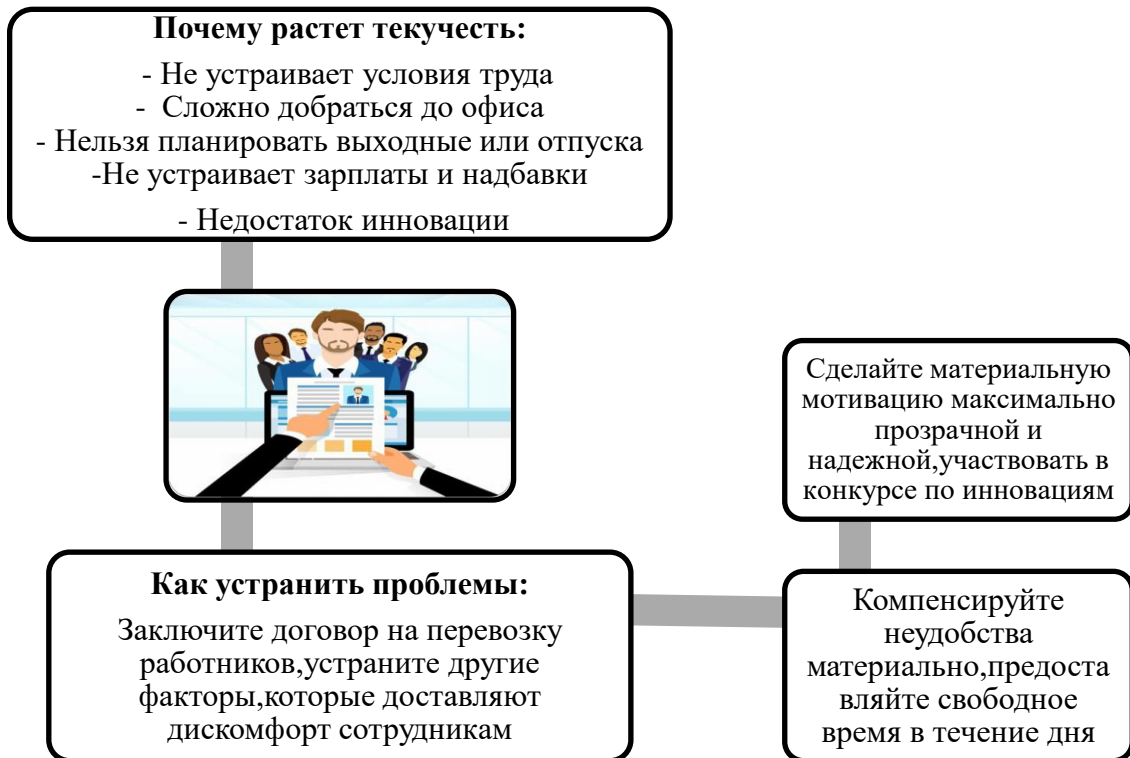 Почему растет текучесть:
- Не устраивает условия труда
- Сложно добраться до офиса
- Нельзя планировать выходные или отпуска
-Не устраивает зарплаты и надбавки
- Недостаток инновации
Как устранить проблемы:
Заключите договор на перевозку
работников,устраните другие
факторы,которые доставляют
дискомфорт сотрудникам
Компенсируйте
неудобства
материально,предоста
вляйте свободное
время в течение дня
Сделайте материальную
мотивацию максимально
прозрачной и
надежной,участвовать в
конкурсе по инновациям